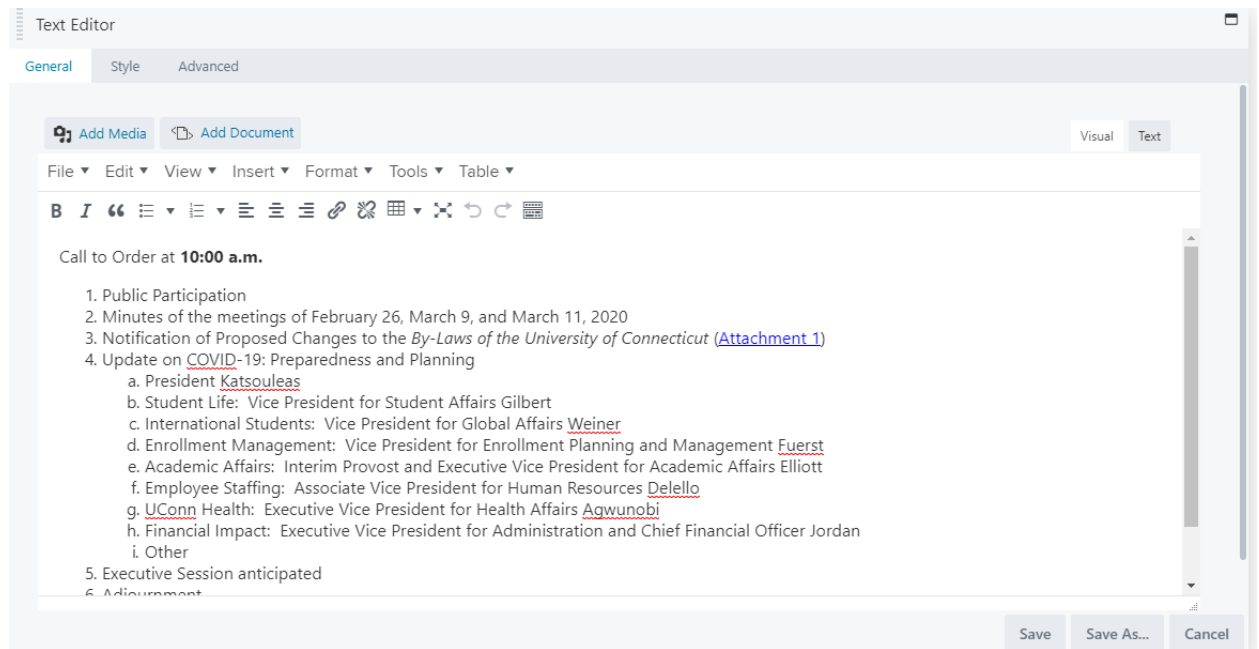 Text Editor
General Style Advanced
Add Media Add Document Visual Text
File Edit View Insert Format Tools Table
B I
Call to Order at 10:00 a.m.
1. Public Participation
2. Minutes of the meetings of February 26, March 9, and March 11, 2020
3. Notification of Proposed Changes to the By-Laws of the University of Connecticut (Attachment 1)
4. Update on COVID-19: Preparedness and Planning
a. President Katsouleas
b. Student Life:  Vice President for Student Affairs Gilbert
c. International Students:  Vice President for Global Affairs Weiner
d. Enrollment Management:  Vice President for Enrollment Planning and Management Fuerst
e. Academic Affairs:  Interim Provost and Executive Vice President for Academic Affairs Elliott
f. Employee Staffing:  Associate Vice President for Human Resources Delello
g. UConn Health:  Executive Vice President for Health Affairs Agwunobi
h. Financial Impact:  Executive Vice President for Administration and Chief Financial Officer Jordan
i. Other
5. Executive Session anticipated
6. Adjournment
Save Save As... Cancel